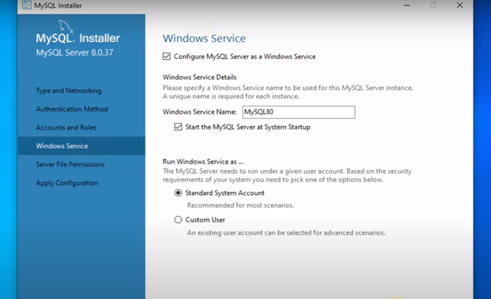 MySQL Installer
MySQL. Installer
MySQL Server 8.0.37
Type and Networking
Authentication Method
Accounts and Roles
Windows Service
Server File Permissions
Apply Configuration
Windows Service
Configure MySQL Server as a Windows Service
Windows Service Details
Please specify a Windows Service name to be used for this MySQL Server instance.
A unique name is required for each instance.
Windows Service Name: MySQL80
Start the MySQL Server at System Startup
Run Windows Service as ...
The MySQL Server needs to run under a given user account. Based on the security
requirements of your system you need to pick one of the options below.
Standard System Account
Recommended for most scenarios.
Custom User
An existing user account can be selected for advanced scenarios.